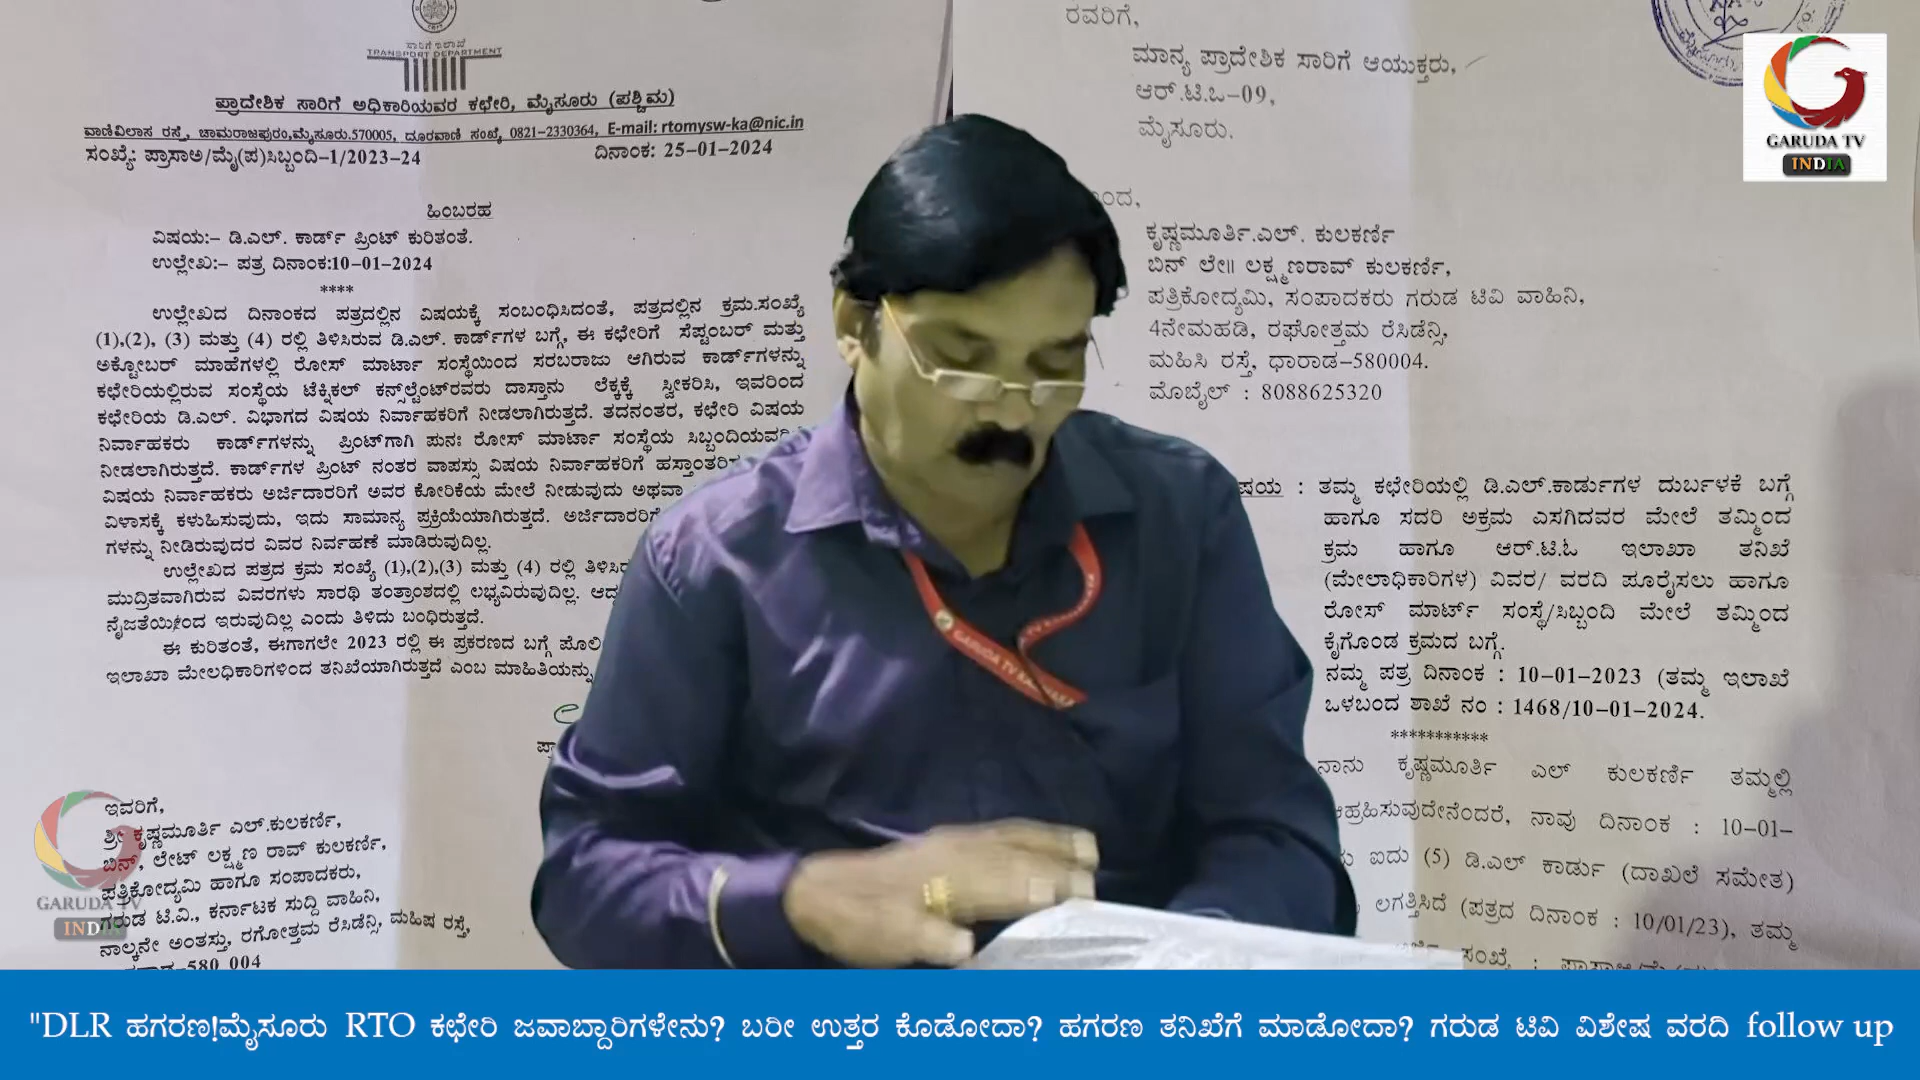 ಸಾರಿಗೆ ಇಲಾಖೆ
TRANSPORT DEPARTMENT
ಪ್ರಾದೇಶಿಕ ಸಾರಿಗೆ ಅಧಿಕಾರಿಯವರ ಕಛೇರಿ, ಮೈಸೂರು (ಪಶ್ಚಿಮ)
ವಾಣಿವಿಲಾಸ ರಸ್ತೆ, ಚಾಮರಾಜಪುರಂ,ಮೈಸೂರು.570005, ದೂರವಾಣಿ ಸಂಖ್ಯೆ 0821-2330364, E-mail: rtomysw-ka@nic.in
ಸಂಖ್ಯೆ: ಪ್ರಾಸಾಅ/ಮೈ(ಪ)ಸಿಬ್ಬಂದಿ-1/2023-24 ದಿನಾಂಕ: 25-01-2024
ಹಿಂಬರಹ
ವಿಷಯ:- ಡಿ.ಎಲ್. ಕಾರ್ಡ್ ಪ್ರಿಂಟ್ ಕುರಿತಂತೆ.
ಉಲ್ಲೇಖ:- ಪತ್ರ ದಿನಾಂಕ:10-01-2024
****
ಉಲ್ಲೇಖದ ದಿನಾಂಕದ ಪತ್ರದಲ್ಲಿನ ವಿಷಯಕ್ಕೆ ಸಂಬಂಧಿಸಿದಂತೆ, ಪತ್ರದಲ್ಲಿನ ಕ್ರಮ.ಸಂಖ್ಯೆ
(1),(2), (3) ಮತ್ತು (4) ರಲ್ಲಿ ತಿಳಿಸಿರುವ ಡಿ.ಎಲ್. ಕಾರ್ಡ್‌ಗಳ ಬಗ್ಗೆ, ಈ ಕಛೇರಿಗೆ ಸೆಪ್ಟಂಬರ್ ಮತ್ತು
ಅಕ್ಟೋಬರ್ ಮಾಹೆಗಳಲ್ಲಿ ರೋಸ್ ಮಾರ್ಟಾ ಸಂಸ್ಥೆಯಿಂದ ಸರಬರಾಜು ಆಗಿರುವ ಕಾರ್ಡ್‌ಗಳನ್ನು
ಕಛೇರಿಯಲ್ಲಿರುವ ಸಂಸ್ಥೆಯ ಟೆಕ್ನಿಕಲ್ ಕನ್ಸ್‌ಲ್ಟೆಂಟ್‌ರವರು ದಾಸ್ತಾನು ಲೆಕ್ಕಕ್ಕೆ ಸ್ವೀಕರಿಸಿ, ಇವರಿಂದ
ಕಛೇರಿಯ ಡಿ.ಎಲ್. ವಿಭಾಗದ ವಿಷಯ ನಿರ್ವಾಹಕರಿಗೆ ನೀಡಲಾಗಿರುತ್ತದೆ. ತದನಂತರ, ಕಛೇರಿ ವಿಷಯ
ನಿರ್ವಾಹಕರು ಕಾರ್ಡ್‌ಗಳನ್ನು ಪ್ರಿಂಟ್‌ಗಾಗಿ ಪುನಃ ರೋಸ್ ಮಾರ್ಟಾ ಸಂಸ್ಥೆಯ
ನೀಡಲಾಗಿರುತ್ತದೆ. ಕಾರ್ಡ್‌ಗಳ ಪ್ರಿಂಟ್ ನಂತರ ವಾಪಸ್ಸು ವಿಷಯ ನಿರ್ವಾಹಕರಿಗೆ
ವಿಷಯ ನಿರ್ವಾಹಕರು ಅರ್ಜಿದಾರರಿಗೆ ಅವರ ಕೋರಿಕೆಯ ಮೇಲೆ ನೀಡುವುದು ಅಥವಾ
ವಿಳಾಸಕ್ಕೆ ಕಳುಹಿಸುವುದು, ಇದು ಸಾಮಾನ್ಯ ಪ್ರಕ್ರಿಯೆಯಾಗಿರುತ್ತದೆ. ಅರ್ಜಿದಾರರಿಗೆ
ಗಳನ್ನು ನೀಡಿರುವುದರ ವಿವರ ನಿರ್ವಹಣೆ ಮಾಡಿರುವುದಿಲ್ಲ.
ಉಲ್ಲೇಖದ ಪತ್ರದ ಕ್ರಮ ಸಂಖ್ಯೆ (1),(2),(3) ಮತ್ತು (4) ರಲ್ಲಿ
ಮುದ್ರಿತವಾಗಿರುವ ವಿವರಗಳು ಸಾರಥಿ ತಂತ್ರಾಂಶದಲ್ಲಿ ಲಭ್ಯವಿರುವುದಿಲ್ಲ.
ನೈಜತೆಯಿಂದ ಇರುವುದಿಲ್ಲ ಎಂದು ತಿಳಿದು ಬಂಧಿರುತ್ತದೆ.
ಈ ಕುರಿತಂತೆ, ಈಗಾಗಲೇ 2023 ರಲ್ಲಿ ಈ ಪ್ರಕರಣದ ಬಗ್ಗೆ
ಇಲಾಖಾ ಮೇಲಧಿಕಾರಿಗಳಿಂದ ತನಿಖೆಯಾಗಿರುತ್ತದೆ ಎಂಬ ಮಾಹಿತಿಯನ್ನು
ಇವರಿಗೆ,
ಶ್ರೀ ಕೃಷ್ಣಮೂರ್ತಿ ಎಲ್.ಕುಲಕರ್ಣಿ,
ಬಿನ್, ಲೇಟ್ ಲಕ್ಷ್ಮಣ ರಾವ್ ಕುಲಕರ್ಣಿ,
ಪತ್ರಿಕೋದ್ಯಮಿ ಹಾಗೂ ಸಂಪಾದಕರು,
ಗರುಡ ಟಿ.ವಿ., ಕರ್ನಾಟಕ ಸುದ್ದಿ ವಾಹಿನಿ,
ನಾಲ್ಕನೇ ಅಂತಸ್ತು, ರಗೋತ್ತಮ ರೆಸಿಡೆನ್ಸಿ, ಮಹಿಷ ರಸ್ತೆ,
580 004
GARUDA TV
INDIA
ರವರಿಗೆ,
ಮಾನ್ಯ ಪ್ರಾದೇಶಿಕ ಸಾರಿಗೆ ಆಯುಕ್ತರು,
ಆರ್.ಟಿ.ಒ-09,
ಮೈಸೂರು.
ಕೃಷ್ಣಮೂರ್ತಿ.ಎಲ್. ಕುಲಕರ್ಣಿ
ಬಿನ್ ಲೇ॥ ಲಕ್ಷ್ಮಣರಾವ್ ಕುಲಕರ್ಣಿ,
ಪತ್ರಿಕೋದ್ಯಮಿ, ಸಂಪಾದಕರು ಗರುಡ ಟಿವಿ ವಾಹಿನಿ,
4ನೇಮಹಡಿ, ರಘೋತ್ತಮ ರೆಸಿಡೆನ್ಸಿ,
ಮಹಿಸಿ ರಸ್ತೆ, ಧಾರಾಡ-580004.
ಮೊಬೈಲ್ : 8088625320
: ತಮ್ಮ ಕಛೇರಿಯಲ್ಲಿ ಡಿ.ಎಲ್.ಕಾರ್ಡುಗಳ ದುರ್ಬಳಕೆ ಬಗ್ಗೆ
ಹಾಗೂ ಸದರಿ ಅಕ್ರಮ ಎಸಗಿದವರ ಮೇಲೆ ತಮ್ಮಿಂದ
ಕ್ರಮ ಹಾಗೂ ಆರ್.ಟಿ.ಓ ಇಲಾಖಾ ತನಿಖೆ
(ಮೇಲಾಧಿಕಾರಿಗಳ) ವಿವರ/ ವರದಿ ಪೂರೈಸಲು ಹಾಗೂ
ರೋಸ್ ಮಾರ್ಟ್ ಸಂಸ್ಥೆ/ಸಿಬ್ಬಂದಿ ಮೇಲೆ ತಮ್ಮಿಂದ
ಕೈಗೊಂಡ ಕ್ರಮದ ಬಗ್ಗೆ.
ನಮ್ಮ ಪತ್ರ ದಿನಾಂಕ : 10-01-2023 (ತಮ್ಮ ಇಲಾಖೆ
ಒಳಬಂದ ಶಾಖೆ ನಂ : 1468/10-01-2024.
***********
ನಾನು ಕೃಷ್ಣಮೂರ್ತಿ ಎಲ್ ಕುಲಕರ್ಣಿ ತಮ್ಮಲ್ಲಿ
ನಾವು ದಿನಾಂಕ : 10-01-
ಐದು (5) ಡಿ.ಎಲ್ ಕಾರ್ಡು (ದಾಖಲೆ ಸಮೇತ)
ಲಗತ್ತಿಸಿದೆ (ಪತ್ರದ ದಿನಾಂಕ : 10/01/23), ತಮ್ಮ
GARUDA TV
INDIA
"DLR ಹಗರಣ!ಮೈಸೂರು RTO ಕಛೇರಿ ಜವಾಬ್ದಾರಿಗಳೇನು? ಬರೀ ಉತ್ತರ ಕೊಡೋದಾ? ಹಗರಣ ತನಿಖೆಗೆ ಮಾಡೋದಾ? ಗರುಡ ಟಿವಿ ವಿಶೇಷ ವರದಿ follow up